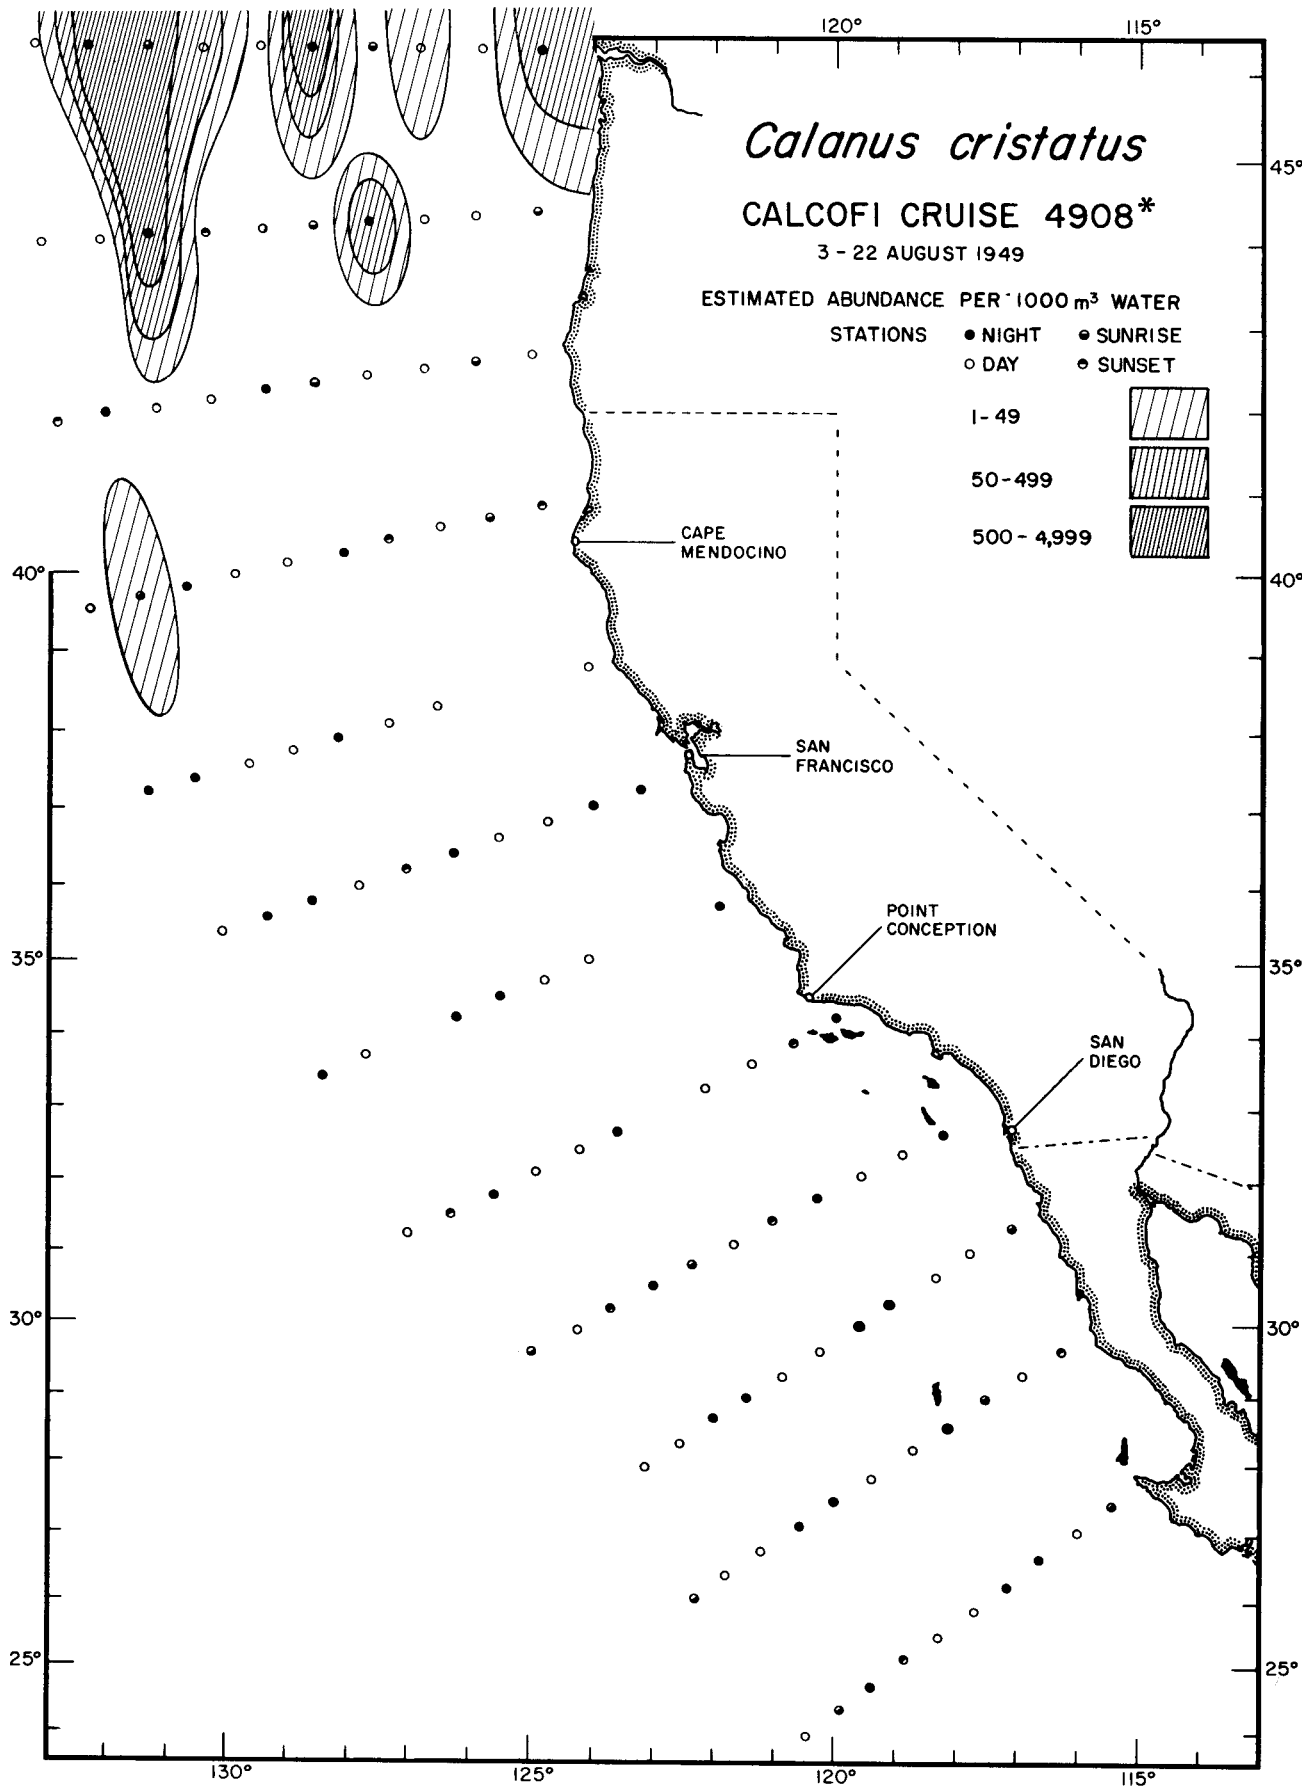 120° 115°
Calanus cristatus
45°
CALCOFI CRUISE 4908*
3 - 22 AUGUST 1949
ESTIMATED ABUNDANCE PER 1000 m³ WATER
STATIONS ● NIGHT ◒ SUNRISE
○ DAY ◓ SUNSET
1-49
50-499
500-4,999
CAPE
MENDOCINO
40° 40°
SAN
FRANCISCO
POINT
CONCEPTION
35° 35°
SAN
DIEGO
30° 30°
25° 25°
130° 125° 120° 115°